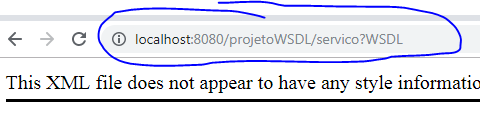 localhost:8080/projetoWSDL/servico?WSDL
This XML file does not appear to have any style informatio